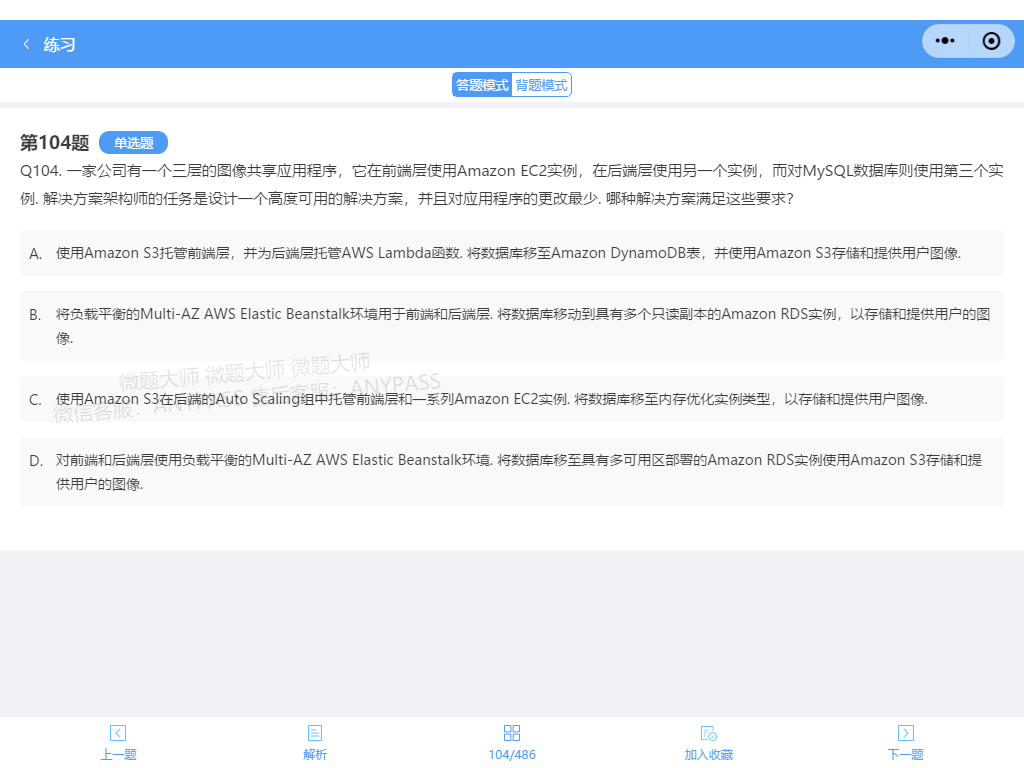 练习
答题模式 背题模式
第104题 单选题
Q104. 一家公司有一个三层的图像共享应用程序，它在前端层使用Amazon EC2实例，在后端层使用另一个实例，而对MySQL数据库则使用第三个实
例. 解决方案架构师的任务是设计一个高度可用的解决方案，并且对应用程序的更改最少. 哪种解决方案满足这些要求？
A. 使用Amazon S3托管前端层，并为后端层托管AWS Lambda函数. 将数据库移至Amazon DynamoDB表，并使用Amazon S3存储和提供用户图像.
B. 将负载平衡的Multi-AZ AWS Elastic Beanstalk环境用于前端和后端层. 将数据库移动到具有多个只读副本的Amazon RDS实例，以存储和提供用户的图
像.
微题大师 微题大师 微题大师
微信客服：ANYPASS 售后客服：ANYPASS
C. 使用Amazon S3在后端的Auto Scaling组中托管前端层和一系列Amazon EC2实例. 将数据库移至内存优化实例类型，以存储和提供用户图像.
D. 对前端和后端层使用负载平衡的Multi-AZ AWS Elastic Beanstalk环境. 将数据库移至具有多可用区部署的Amazon RDS实例使用Amazon S3存储和提
供用户的图像.
上一题 解析 104/486 加入收藏 下一题